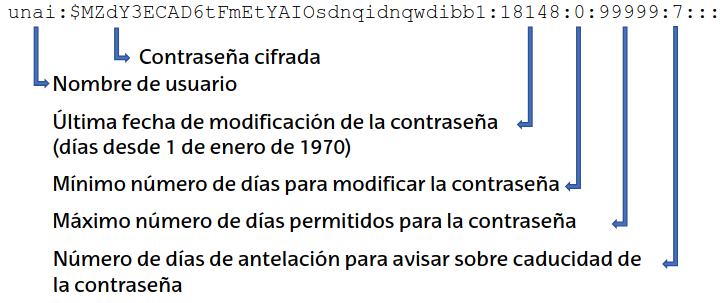 unai:$MZdY3ECAD6tFmEtYAIOsdnqidnqwdibb1:18148:0:99999:7:::
Contraseña cifrada
Nombre de usuario
Última fecha de modificación de la contraseña
(días desde 1 de enero de 1970)
Mínimo número de días para modificar la contraseña
Máximo número de días permitidos para la contraseña
Número de días de antelación para avisar sobre caducidad de
la contraseña